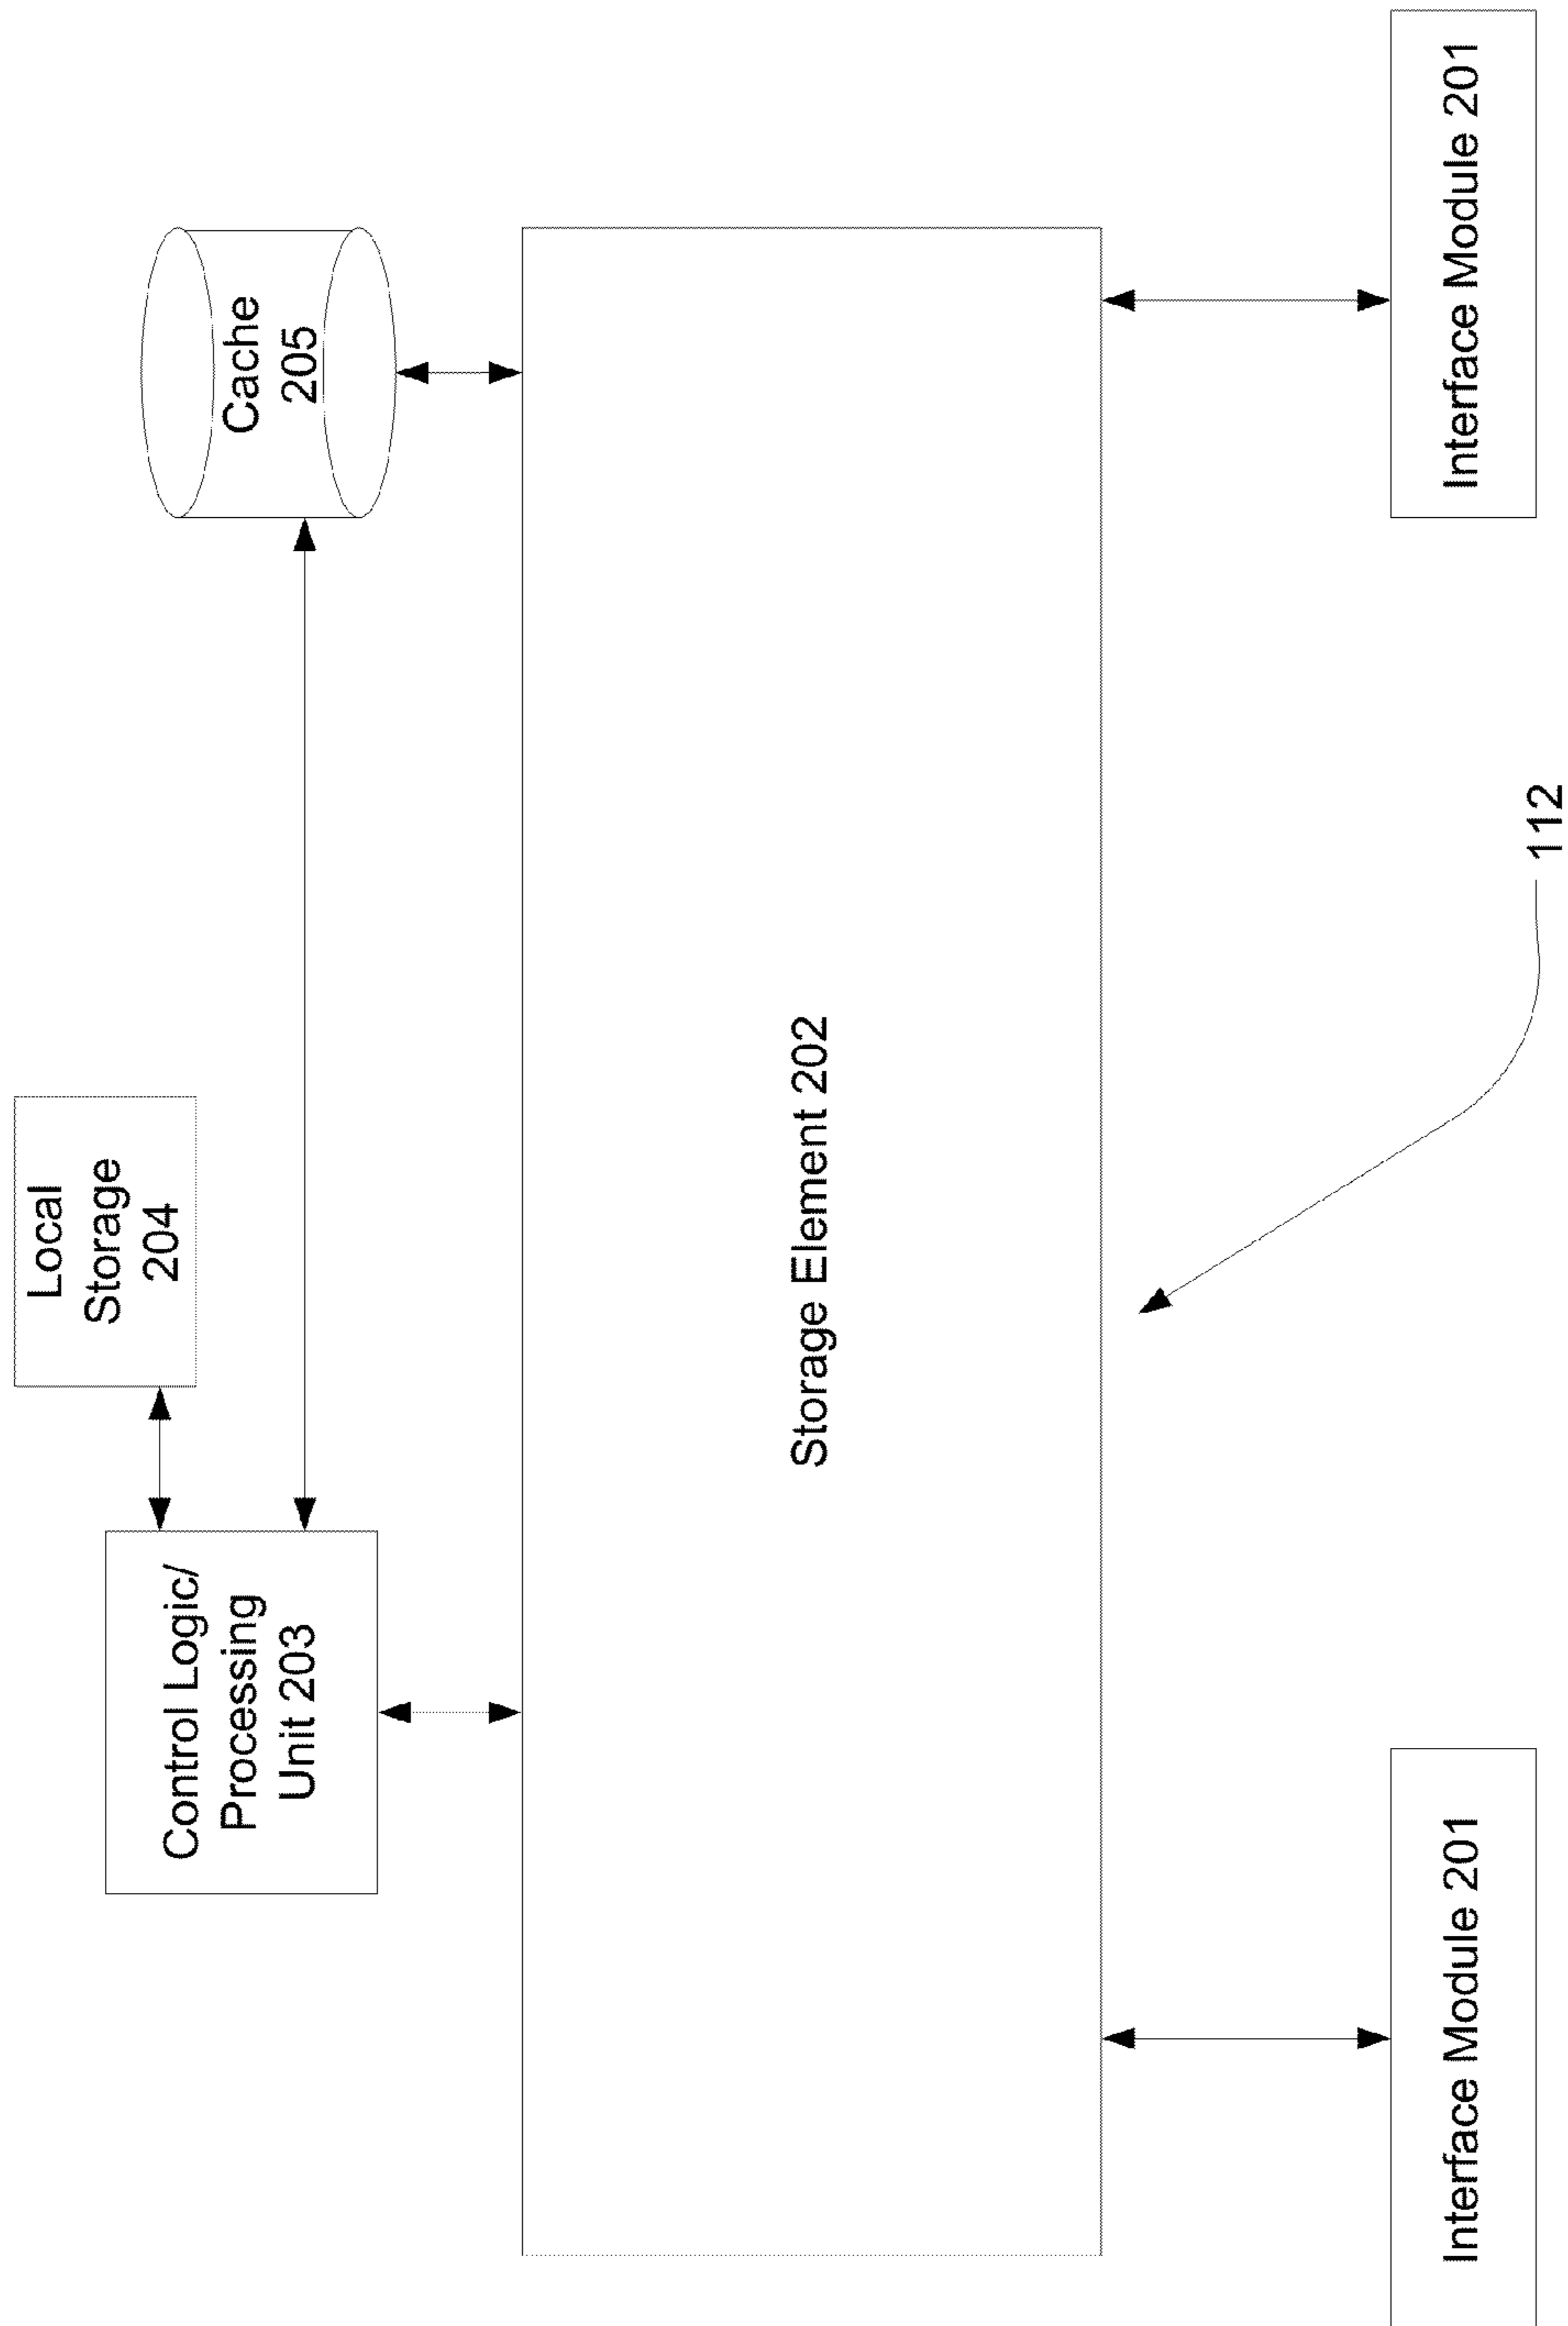 Local
Storage
204
Control Logic/
Processing
Unit 203
Cache
205
Storage Element 202
Interface Module 201
112
Interface Module 201